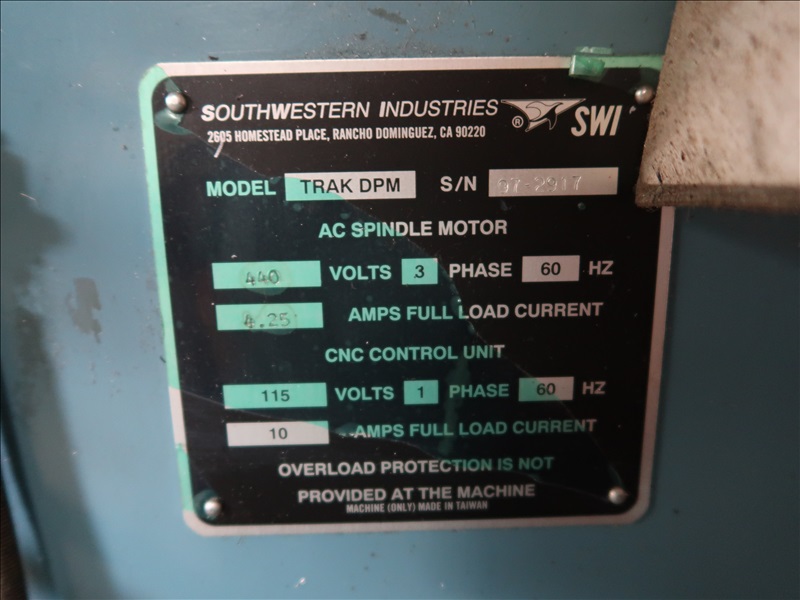 SOUTHWESTERN INDUSTRIES ® SWI
2605 HOMESTEAD PLACE, RANCHO DOMINGUEZ, CA 90220
MODEL TRAK DPM S/N 97-2917
AC SPINDLE MOTOR
440 VOLTS 3 PHASE 60 HZ
4.25 AMPS FULL LOAD CURRENT
CNC CONTROL UNIT
115 VOLTS 1 PHASE 60 HZ
10 AMPS FULL LOAD CURRENT
OVERLOAD PROTECTION IS NOT
PROVIDED AT THE MACHINE
MACHINE (ONLY) MADE IN TAIWAN